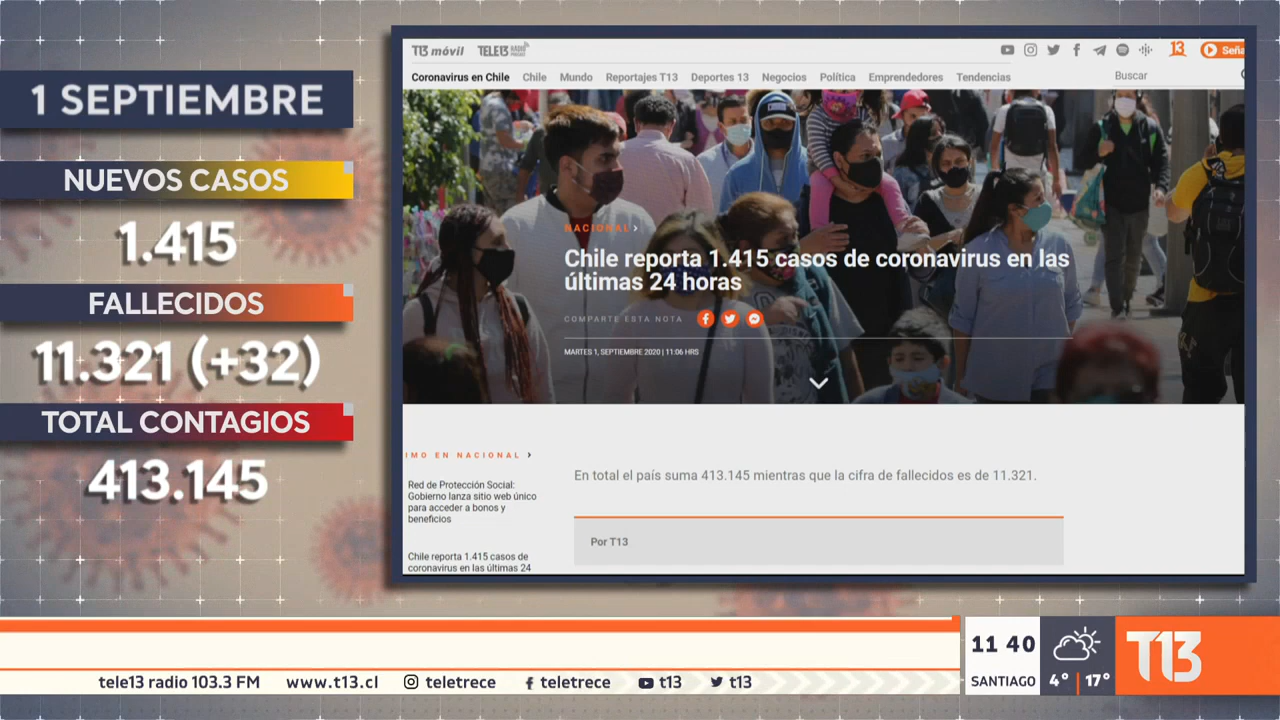 1 SEPTIEMBRE
NUEVOS CASOS
1.415
FALLECIDOS
11.321 (+32)
TOTAL CONTAGIOS
413.145
T13 móvil TELE13 RADIO
13 Seña
Coronavirus en Chile Chile Mundo Reportajes T13 Deportes 13 Negocios Política Emprendedores Tendencias Buscar
NACIONAL
Chile reporta 1.415 casos de coronavirus en las
últimas 24 horas
COMPARTE ESTA NOTA
MARTES 1, SEPTIEMBRE 2020 | 11:06 HRS
IMO EN NACIONAL
Red de Protección Social:
Gobierno lanza sitio web único
para acceder a bonos y
beneficios
Chile reporta 1.415 casos de
coronavirus en las últimas 24
En total el país suma 413.145 mientras que la cifra de fallecidos es de 11.321.
Por T13
tele13 radio 103.3 FM www.t13.cl teletrece teletrece t13 t13
11 40
SANTIAGO
4° | 17°
T13